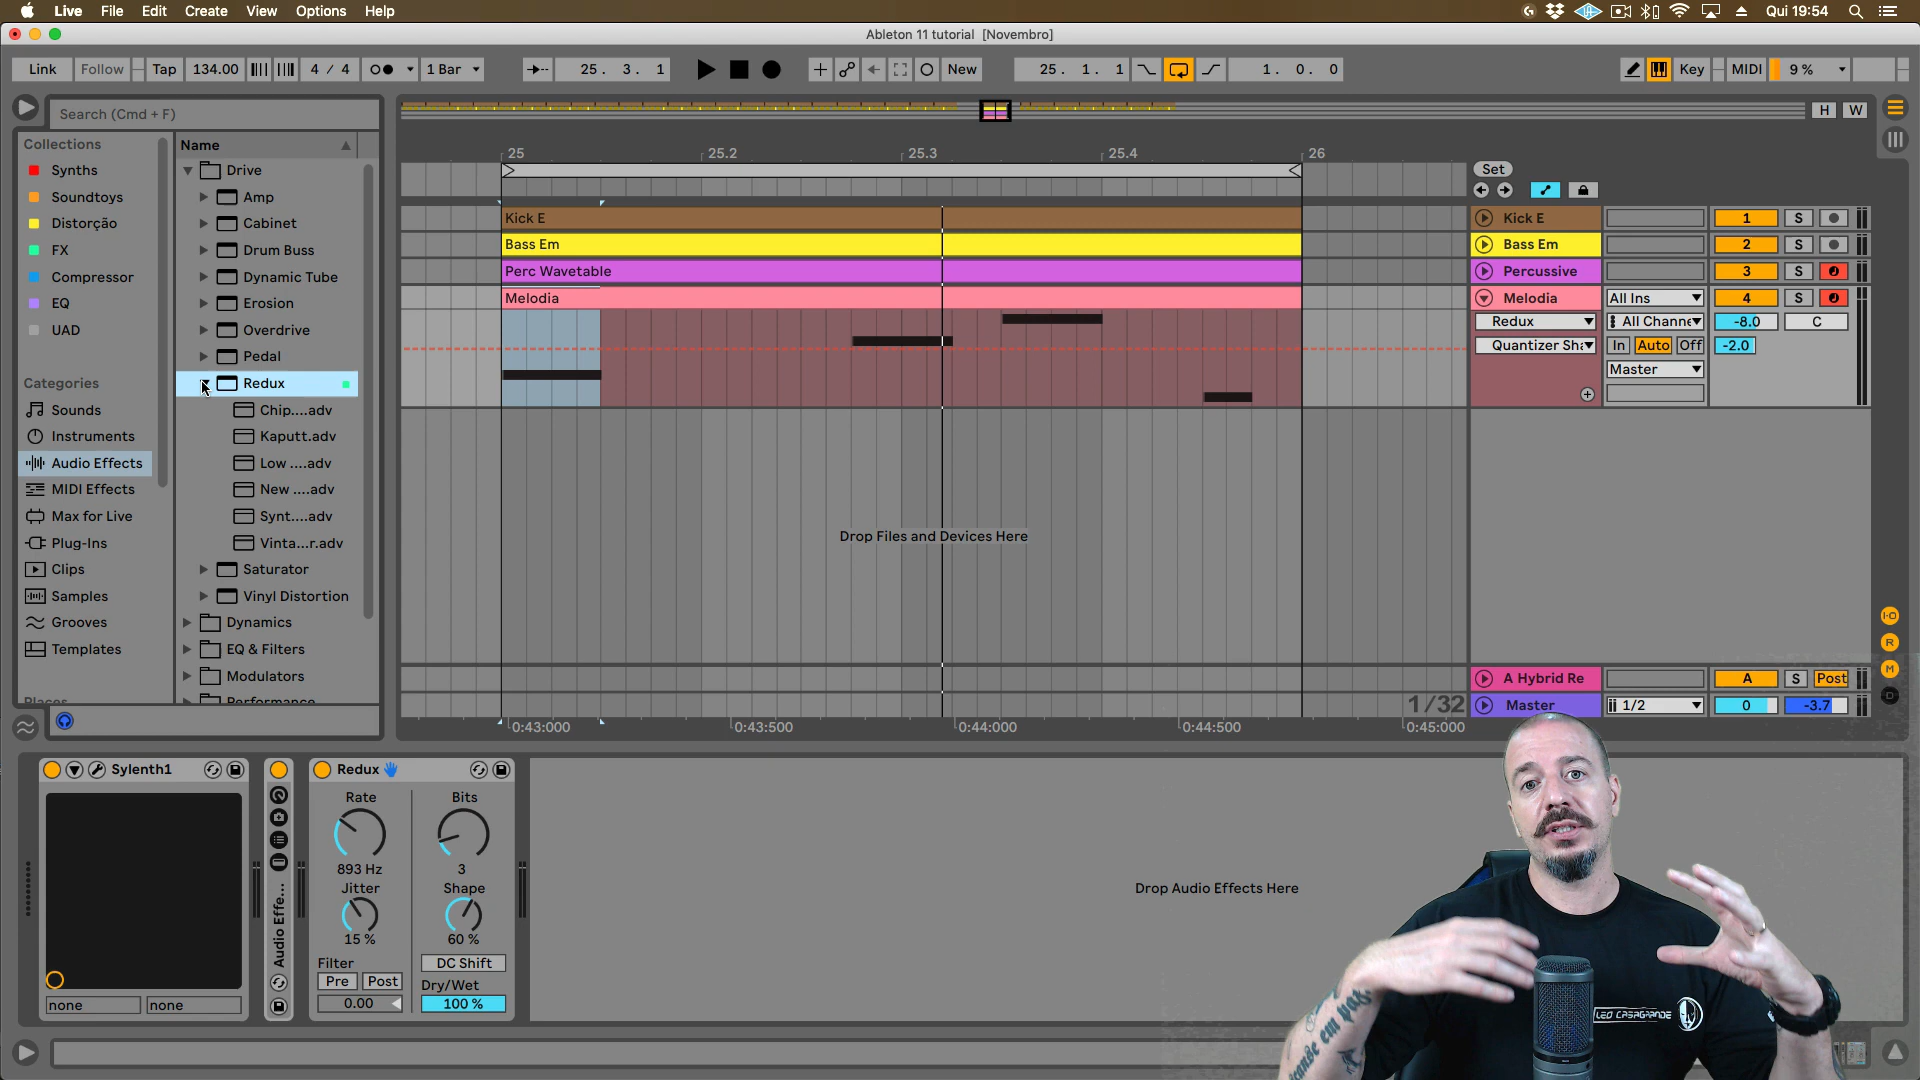 Live File Edit Create View Options Help
Qui 19:54
Ableton 11 tutorial [Novembro]
Link Follow Tap 134.00 4 / 4 1 Bar 25. 3. 1 New 25. 1. 1 1. 0. 0 Key MIDI 9 %
Search (Cmd + F)
H W
Collections
Synths
Soundtoys
Distorção
FX
Compressor
EQ
UAD
Categories
Sounds
Instruments
Audio Effects
MIDI Effects
Max for Live
Plug-Ins
Clips
Samples
Grooves
Templates
Places
Name
Drive
Amp
Cabinet
Drum Buss
Dynamic Tube
Erosion
Overdrive
Pedal
Redux
Chip....adv
Kaputt.adv
Low ....adv
New ....adv
Synt....adv
Vinta...r.adv
Saturator
Vinyl Distortion
Dynamics
EQ & Filters
Modulators
Performance
25 25.2 25.3 25.4 26
Set
Kick E
Bass Em
Perc Wavetable
Melodia
Kick E 1 S
Bass Em 2 S
Percussive 3 S
Melodia All Ins 4 S
Redux All Channe -8.0 C
Quantizer Sha In Auto Off -2.0
Master
Drop Files and Devices Here
A Hybrid Re A S Post
1/32
Master 1/2 0 -3.7
0:43:000 0:43:500 0:44:000 0:44:500 0:45:000
I·O
R
M
D
Sylenth1
none none
Audio Effe...
Redux
Rate Bits
893 Hz 3
Jitter Shape
15 % 60 %
Filter DC Shift
Pre Post Dry/Wet
0.00 100 %
Drop Audio Effects Here
LEO CASAGRANDE